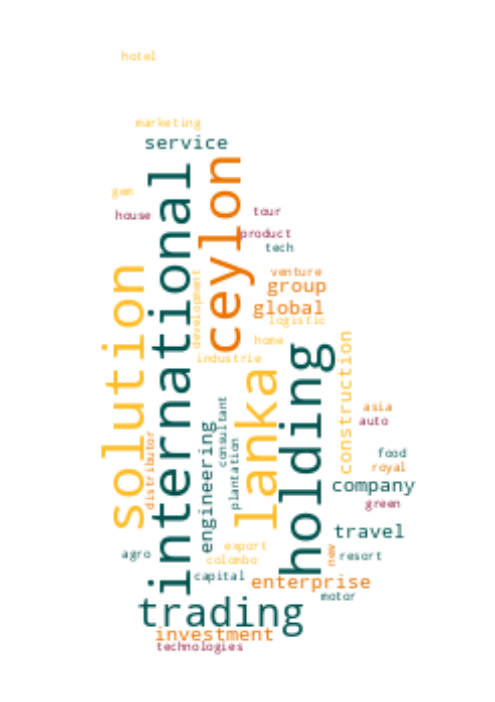 hotel
marketing
service
gem
house
international
ceylon
tour
product
tech
solution
development
venture
group
global
logistic
home
industrie
lanka
holding
construction
asia
auto
distributor
engineering
consultant
plantation
food
royal
company
green
travel
agro
export
colombo
new
resort
capital
enterprise
motor
trading
investment
technologies